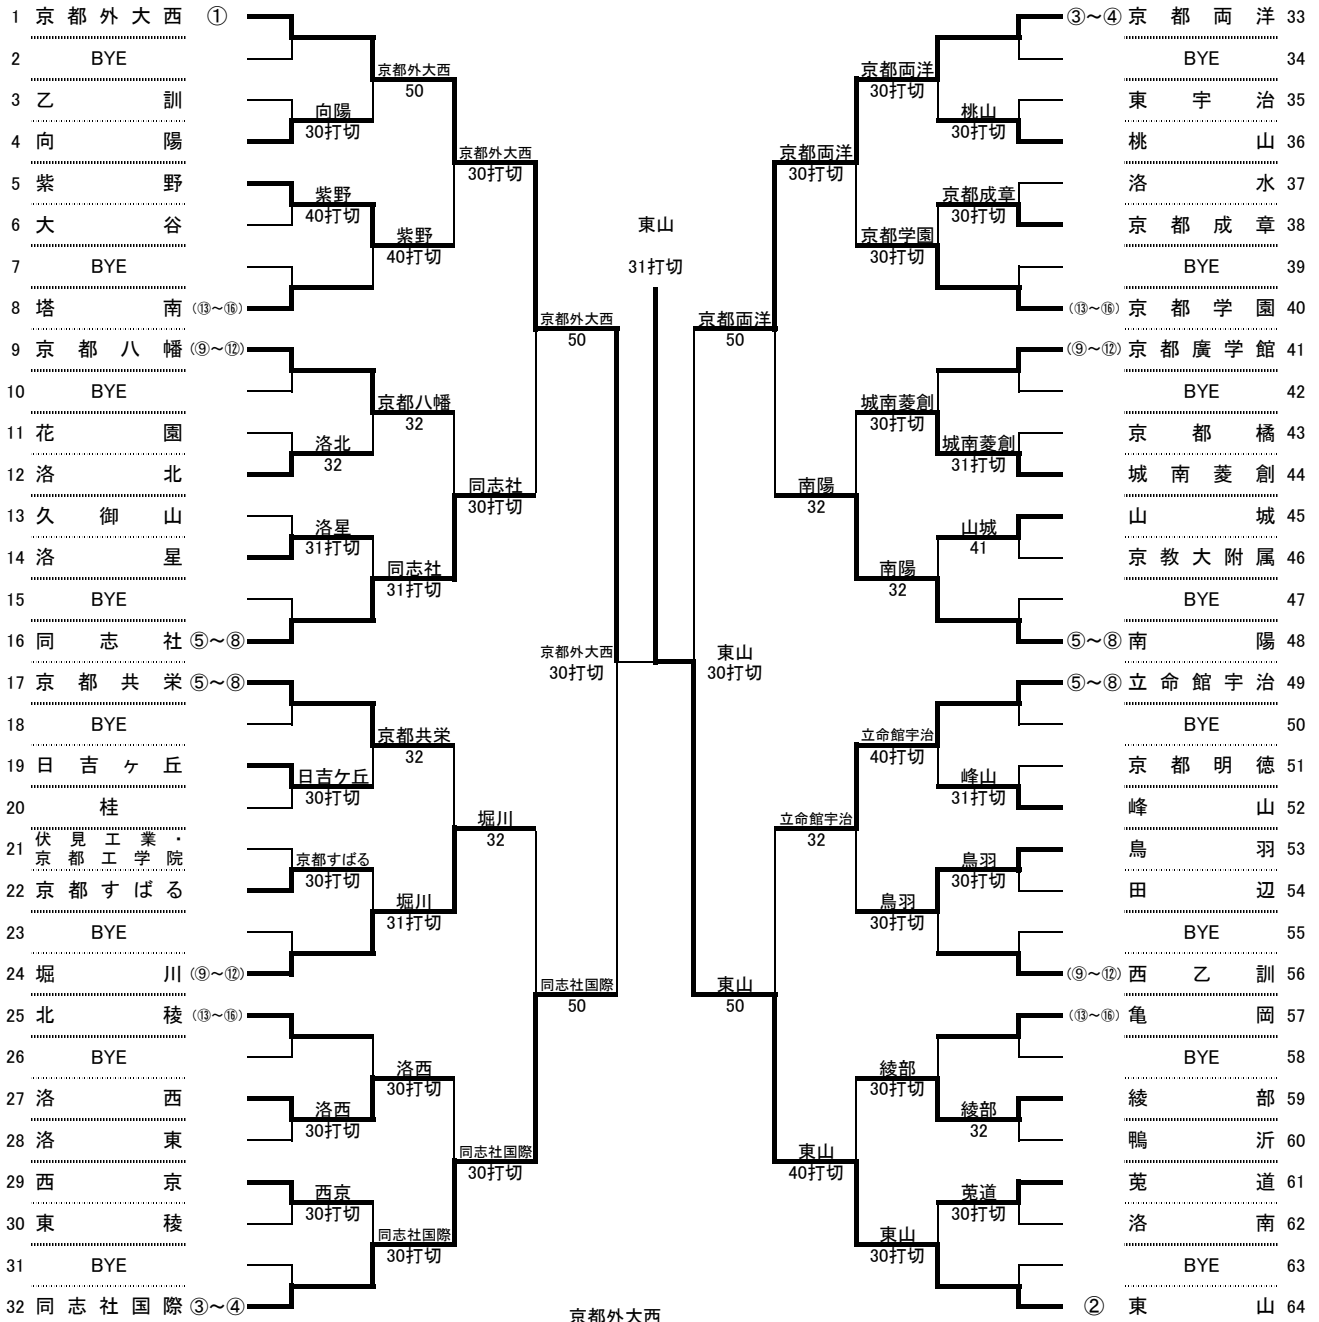 1 京都外大西 ①
2 BYE
3 乙訓
4 向陽
5 紫野
6 大谷
7 BYE
8 塔南 (⑬～⑯)
9 京都八幡 (⑨～⑫)
10 BYE
11 花園
12 洛北
13 久御山
14 洛星
15 BYE
16 同志社 ⑤～⑧
17 京都共栄 ⑤～⑧
18 BYE
19 日吉ヶ丘
20 桂
21 伏見工業・
京都工学院
22 京都すばる
23 BYE
24 堀川 (⑨～⑫)
25 北稜 (⑬～⑯)
26 BYE
27 洛西
28 洛東
29 西京
30 東稜
31 BYE
32 同志社国際 ③～④
向陽
30打切
紫野
40打切
洛北
32
洛星
31打切
日吉ケ丘
30打切
京都すばる
30打切
洛西
30打切
西京
30打切
京都外大西
50
紫野
40打切
京都八幡
32
同志社
31打切
京都共栄
32
堀川
31打切
洛西
30打切
同志社国際
30打切
京都外大西
30打切
同志社
30打切
堀川
32
同志社国際
30打切
京都外大西
50
同志社国際
50
京都外大西
30打切
東山
31打切
東山
30打切
京都両洋
50
東山
50
京都両洋
30打切
南陽
32
立命館宇治
32
東山
40打切
京都両洋
30打切
京都学園
30打切
城南菱創
30打切
南陽
32
立命館宇治
40打切
鳥羽
30打切
綾部
30打切
東山
30打切
桃山
30打切
京都成章
30打切
城南菱創
31打切
山城
41
峰山
31打切
鳥羽
30打切
綾部
32
莵道
30打切
③～④ 京都両洋 33
BYE 34
東宇治 35
桃山 36
洛水 37
京都成章 38
BYE 39
(⑬～⑯) 京都学園 40
(⑨～⑫) 京都廣学館 41
BYE 42
京都橘 43
城南菱創 44
山城 45
京教大附属 46
BYE 47
⑤～⑧ 南陽 48
⑤～⑧ 立命館宇治 49
BYE 50
京都明徳 51
峰山 52
鳥羽 53
田辺 54
BYE 55
(⑨～⑫) 西乙訓 56
(⑬～⑯) 亀岡 57
BYE 58
綾部 59
鴨沂 60
莵道 61
洛南 62
BYE 63
② 東山 64
京都外大西